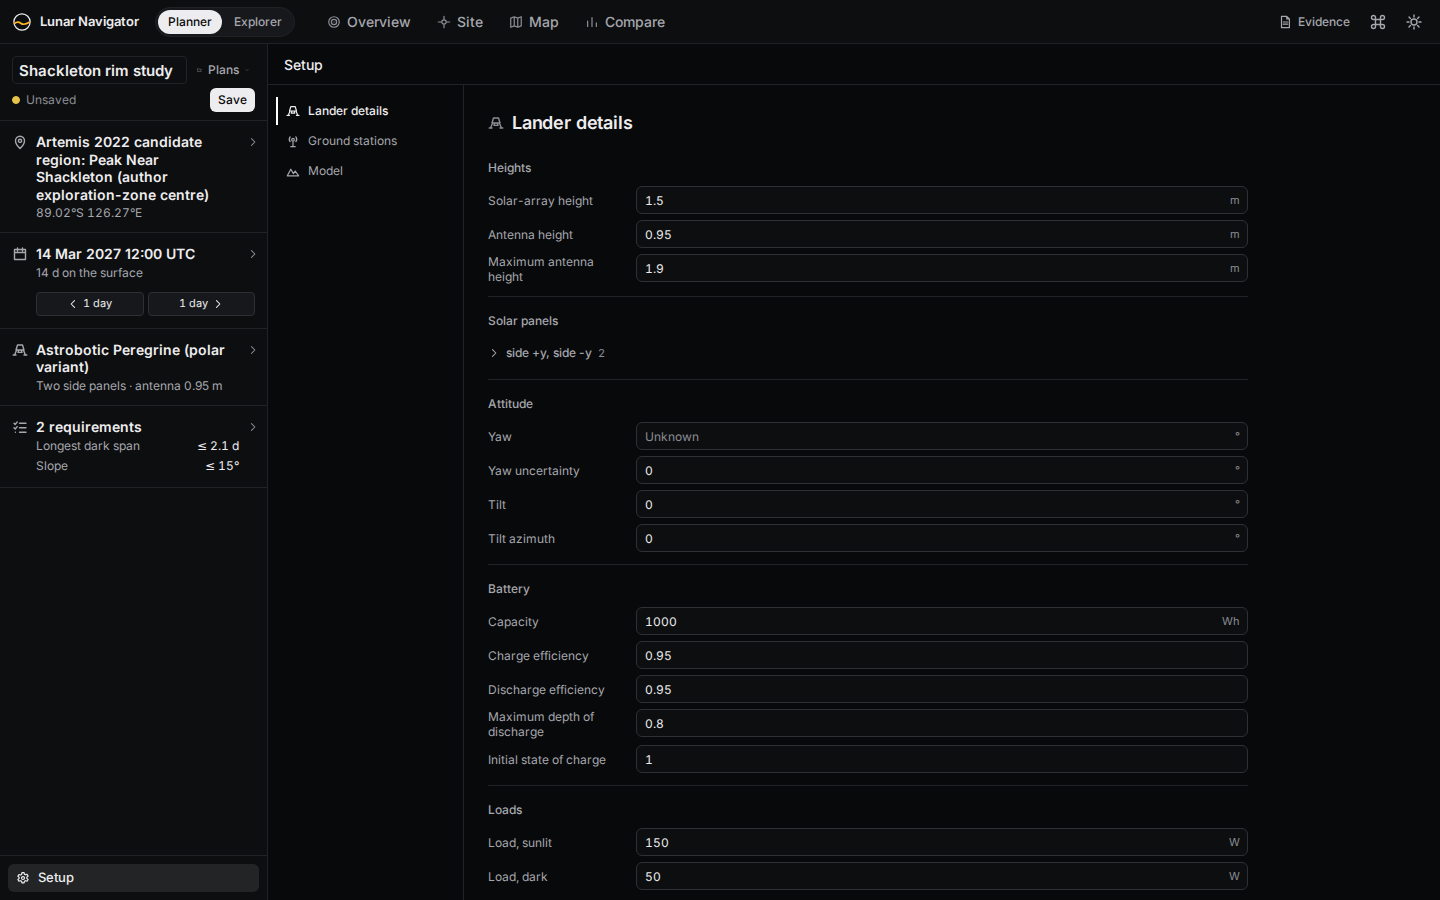 Lunar Navigator
Planner
Explorer
Overview
Site
Map
Compare
Evidence
Shackleton rim study
Plans
Unsaved
Save
Artemis 2022 candidate
region: Peak Near
Shackleton (author
exploration-zone centre)
89.02°S 126.27°E
14 Mar 2027 12:00 UTC
14 d on the surface
1 day
1 day
Astrobotic Peregrine (polar
variant)
Two side panels · antenna 0.95 m
2 requirements
Longest dark span ≤ 2.1 d
Slope ≤ 15°
Setup
Setup
Lander details
Ground stations
Model
Lander details
Heights
Solar-array height 1.5 m
Antenna height 0.95 m
Maximum antenna
height
1.9 m
Solar panels
side +y, side -y 2
Attitude
Yaw Unknown °
Yaw uncertainty 0 °
Tilt 0 °
Tilt azimuth 0 °
Battery
Capacity 1000 Wh
Charge efficiency 0.95
Discharge efficiency 0.95
Maximum depth of
discharge
0.8
Initial state of charge 1
Loads
Load, sunlit 150 W
Load, dark 50 W